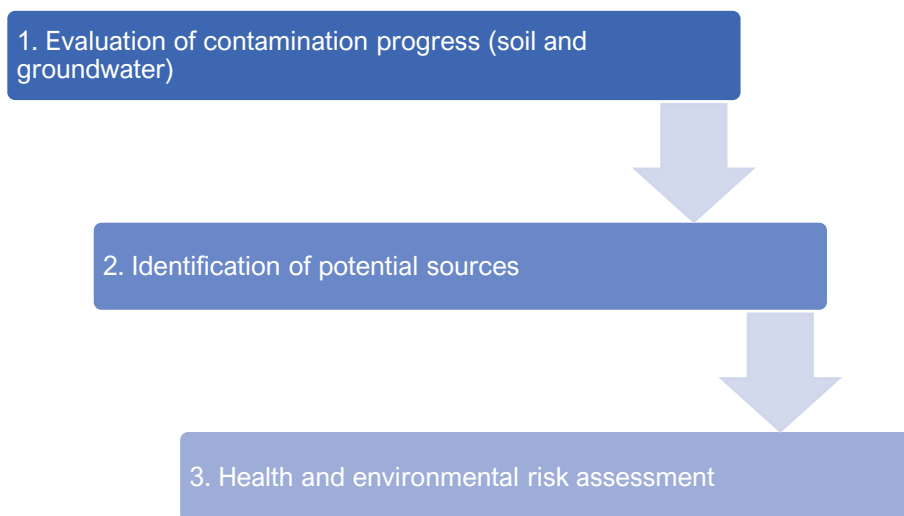 1. Evaluation of contamination progress (soil and
groundwater)
2. Identification of potential sources
3. Health and environmental risk assessment